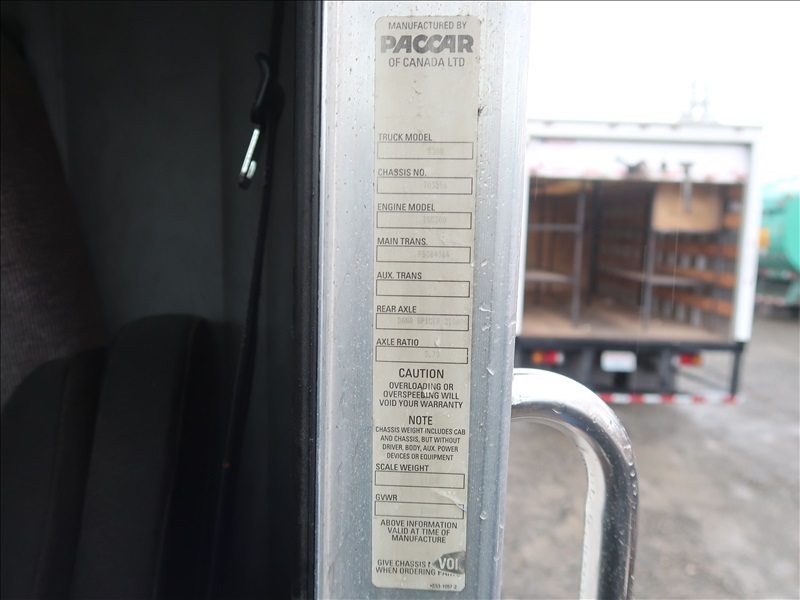 MANUFACTURED BY
PACCAR
OF CANADA LTD
TRUCK MODEL
CHASSIS NO.
ENGINE MODEL
MAIN TRANS.
AUX. TRANS
REAR AXLE
AXLE RATIO
CAUTION
OVERLOADING OR
OVERSPEEDING WILL
VOID YOUR WARRANTY
NOTE
CHASSIS WEIGHT INCLUDES CAB
AND CHASSIS, BUT WITHOUT
DRIVER, BODY, AUX. POWER
DEVICES OR EQUIPMENT
SCALE WEIGHT
GVWR
ABOVE INFORMATION
VALID AT TIME OF
MANUFACTURE
GIVE CHASSIS
WHEN ORDERING